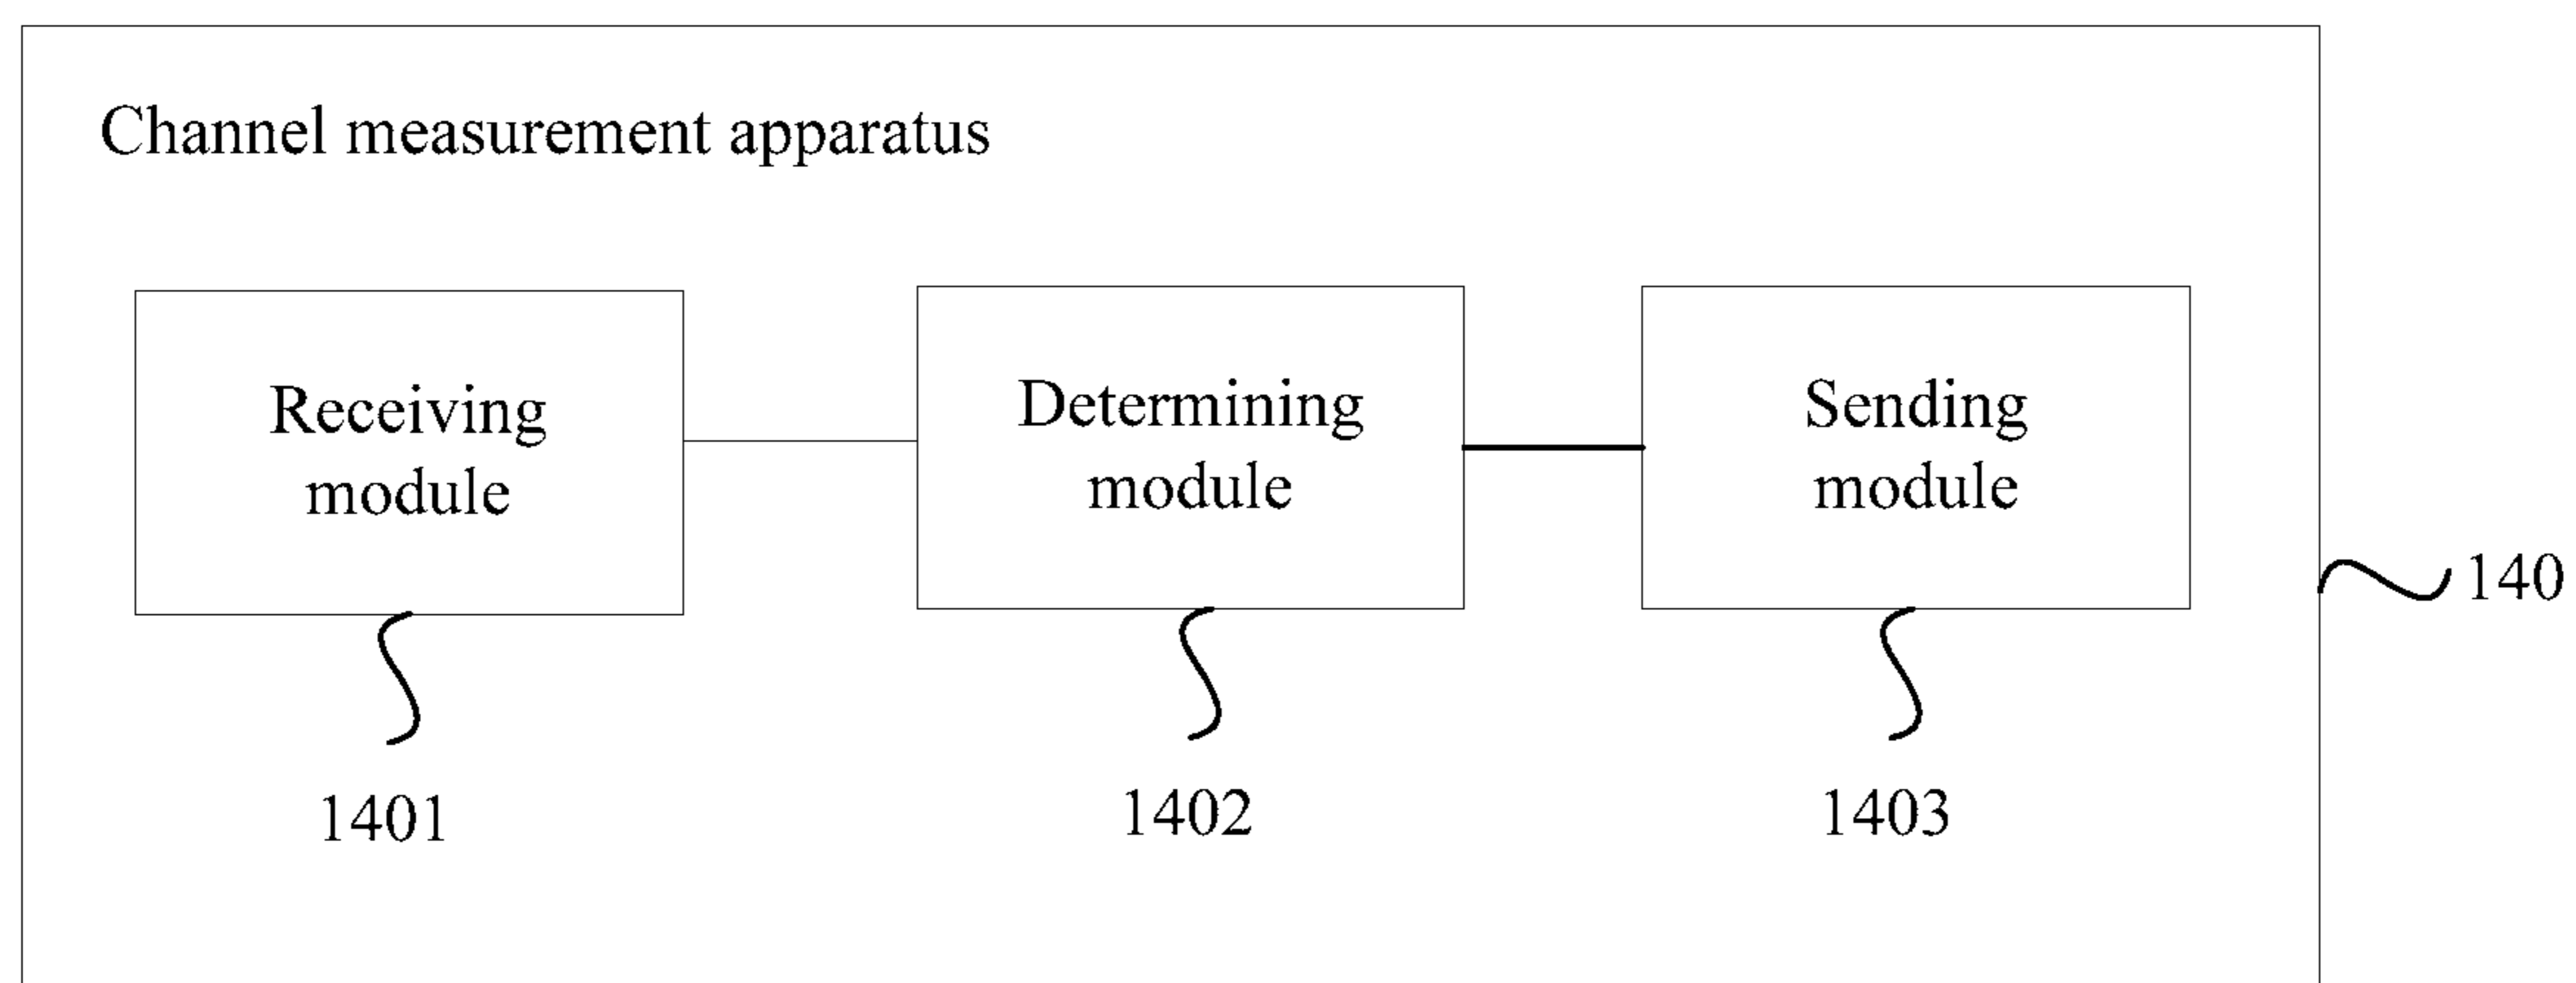 Channel measurement apparatus
Receiving
module
Determining
module
Sending
module
140
1401
1402
1403